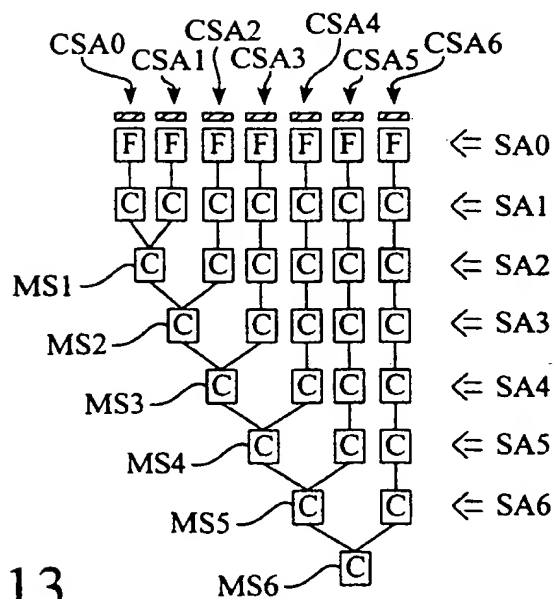 CSA0 CSA1 CSA2 CSA3 CSA4 CSA5 CSA6
F F F F F F F ⇐ SA0
C C C C C C C ⇐ SA1
MS1 C C C C C C ⇐ SA2
MS2 C C C C C ⇐ SA3
MS3 C C C C ⇐ SA4
MS4 C C C ⇐ SA5
MS5 C C ⇐ SA6
MS6 C
13